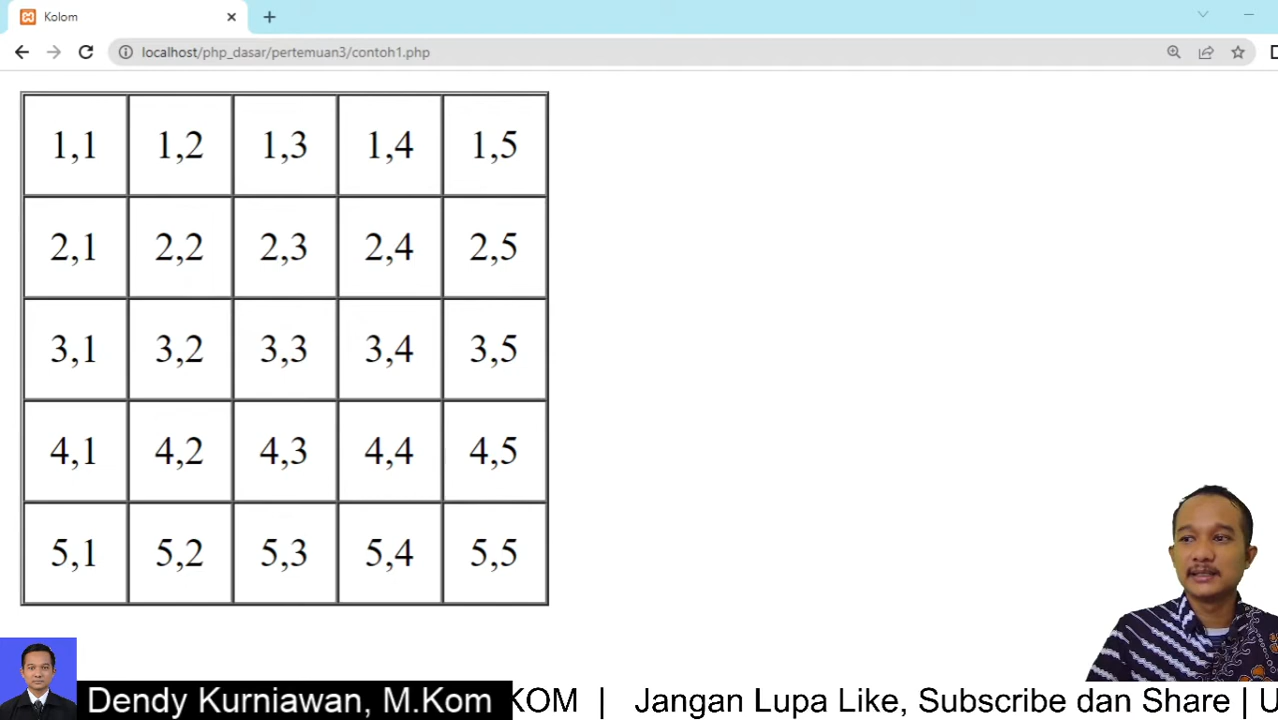 Kolom
localhost/php_dasar/pertemuan3/contoh1.php
1,1 1,2 1,3 1,4 1,5
2,1 2,2 2,3 2,4 2,5
3,1 3,2 3,3 3,4 3,5
4,1 4,2 4,3 4,4 4,5
5,1 5,2 5,3 5,4 5,5
Dendy Kurniawan, M.Kom KOM | Jangan Lupa Like, Subscribe dan Share | U